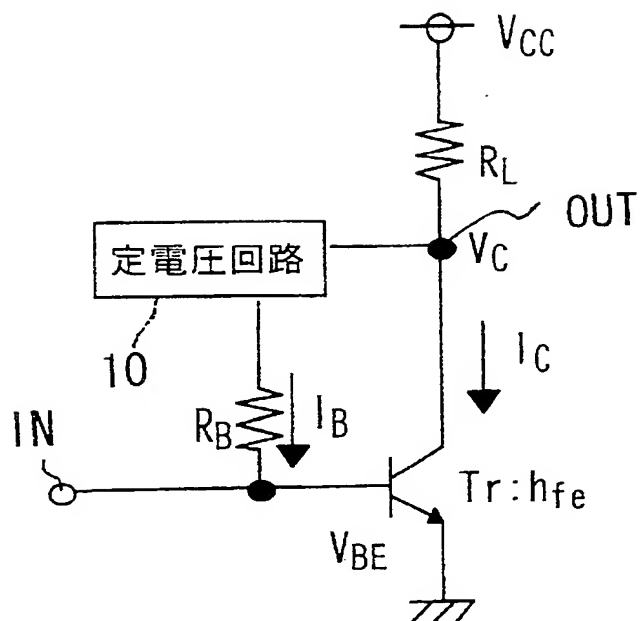 VCC
RL
OUT
定電圧回路
VC
10
IC
IN
RB
IB
Tr:hfe
VBE